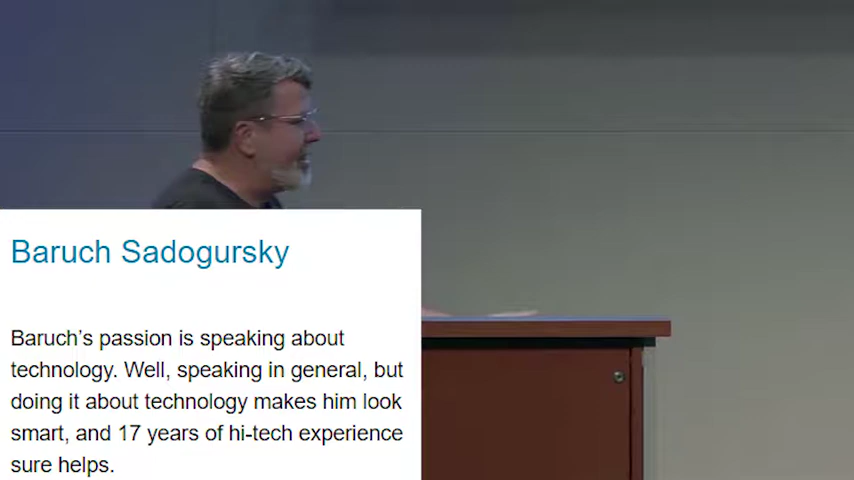 Baruch Sadogursky
Baruch’s passion is speaking about
technology. Well, speaking in general, but
doing it about technology makes him look
smart, and 17 years of hi-tech experience
sure helps.